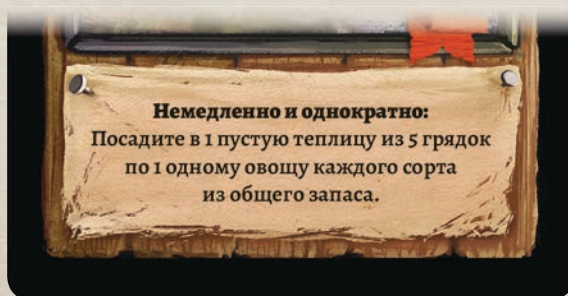 Немедленно и однократно:
Посадите в 1 пустую теплицу из 5 грядок
по 1 одному овощу каждого сорта
из общего запаса.